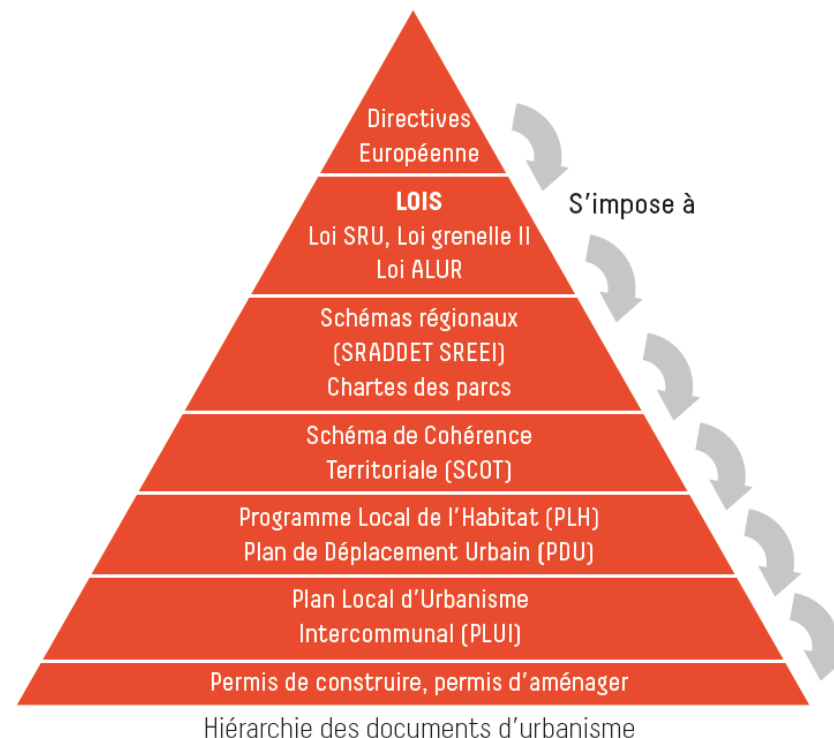 Directives
Européenne
S'impose à
LOIS
Loi SRU, Loi grenelle II
Loi ALUR
Schémas régionaux
(SRADDET SREEI)
Chartes des parcs
Schéma de Cohérence
Territoriale (SCOT)
Programme Local de l'Habitat (PLH)
Plan de Déplacement Urbain (PDU)
Plan Local d'Urbanisme
Intercommunal (PLUI)
Permis de construire, permis d'aménager
Hiérarchie des documents d'urbanisme